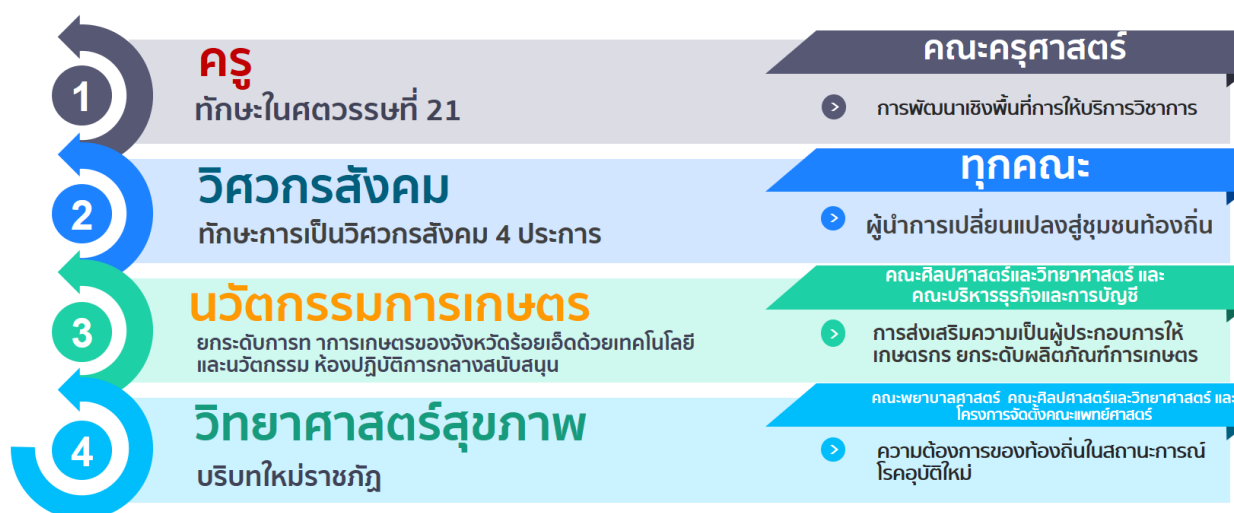 1
ครู
ทักษะในศตวรรษที่ 21
คณะครุศาสตร์
การพัฒนาเชิงพื้นที่การให้บริการวิชาการ
2
วิศวกรสังคม
ทักษะการเป็นวิศวกรสังคม 4 ประการ
ทุกคณะ
ผู้นำการเปลี่ยนแปลงสู่ชุมชนท้องถิ่น
3
นวัตกรรมการเกษตร
ยกระดับการท าการเกษตรของจังหวัดร้อยเอ็ดด้วยเทคโนโลยี
และนวัตกรรม ห้องปฏิบัติการกลางสนับสนุน
คณะศิลปศาสตร์และวิทยาศาสตร์ และ
คณะบริหารธุรกิจและการบัญชี
การส่งเสริมความเป็นผู้ประกอบการให้
เกษตรกร ยกระดับผลิตภัณฑ์การเกษตร
4
วิทยาศาสตร์สุขภาพ
บริบทใหม่ราชภัฏ
คณะพยาบาลศาสตร์ คณะศิลปศาสตร์และวิทยาศาสตร์ และ
โครงการจัดตั้งคณะแพทย์ศาสตร์
ความต้องการของท้องถิ่นในสถานะการณ์
โรคอุบัติใหม่